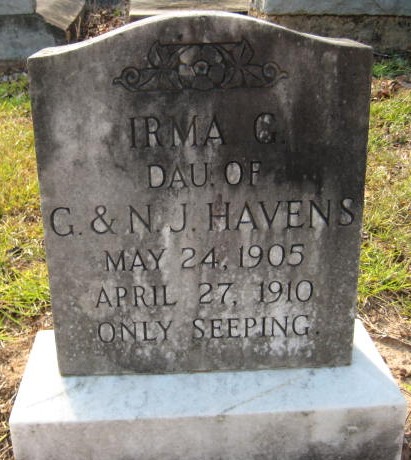 IRMA G.
DAU. OF
G. & N. J. HAVENS
MAY 24, 1905
APRIL 27, 1910
ONLY SEEPING.